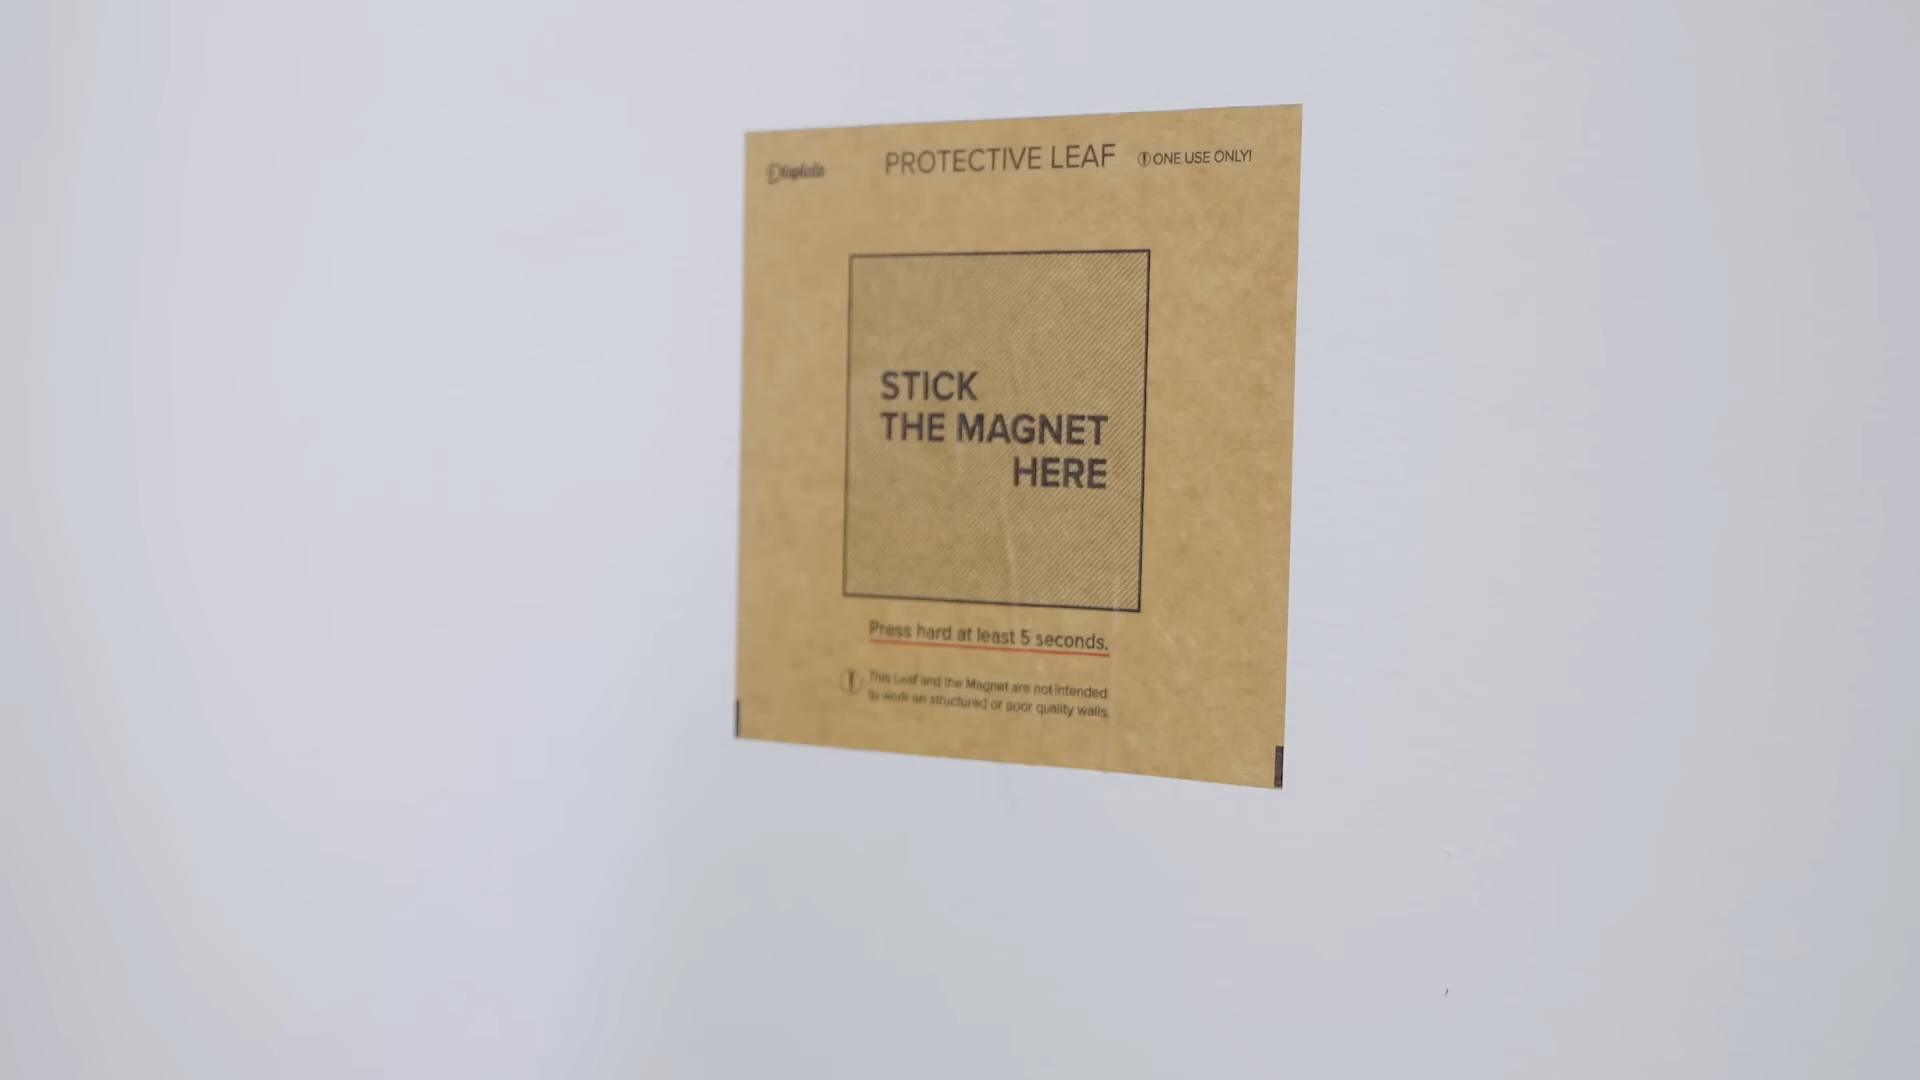 Displate
PROTECTIVE LEAF
ONE USE ONLY!
STICK
THE MAGNET
HERE
Press hard at least 5 seconds.
This Leaf and the Magnet are not intended
to work on structured or poor quality walls.